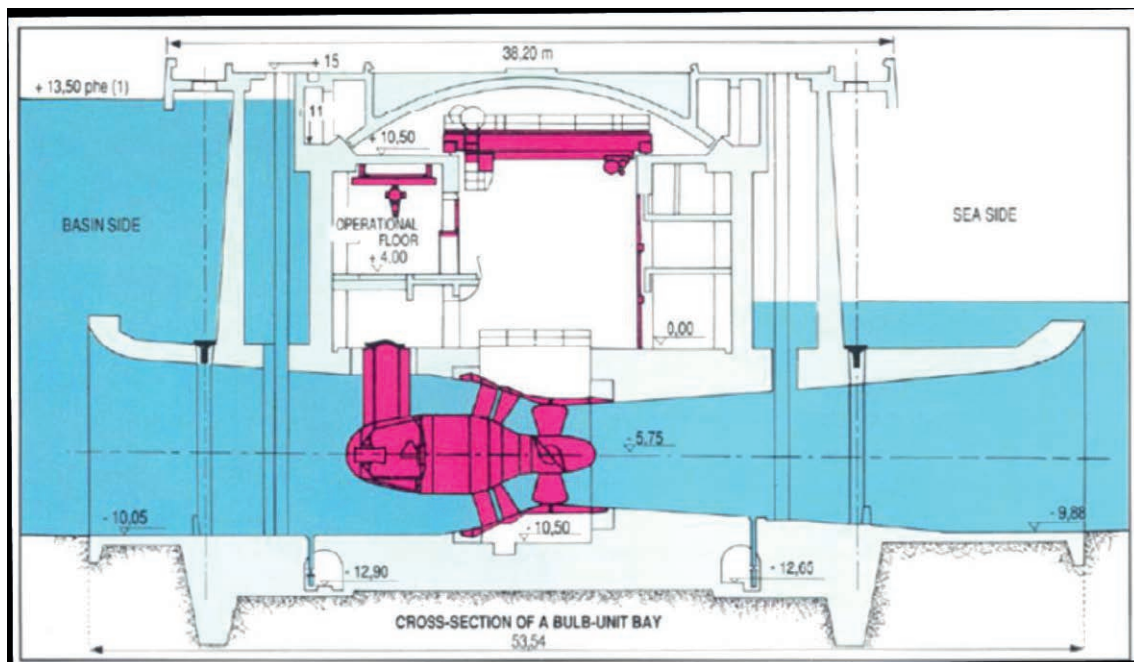 38,20 m
+ 15
+ 13,50 phe (1)
11
+ 10,50
BASIN SIDE
SEA SIDE
OPERATIONAL
FLOOR
+ 4.00
0,00
- 5,75
- 10,05
- 10,50
- 9,88
- 12,90
- 12,65
CROSS-SECTION OF A BULB-UNIT BAY
53,54